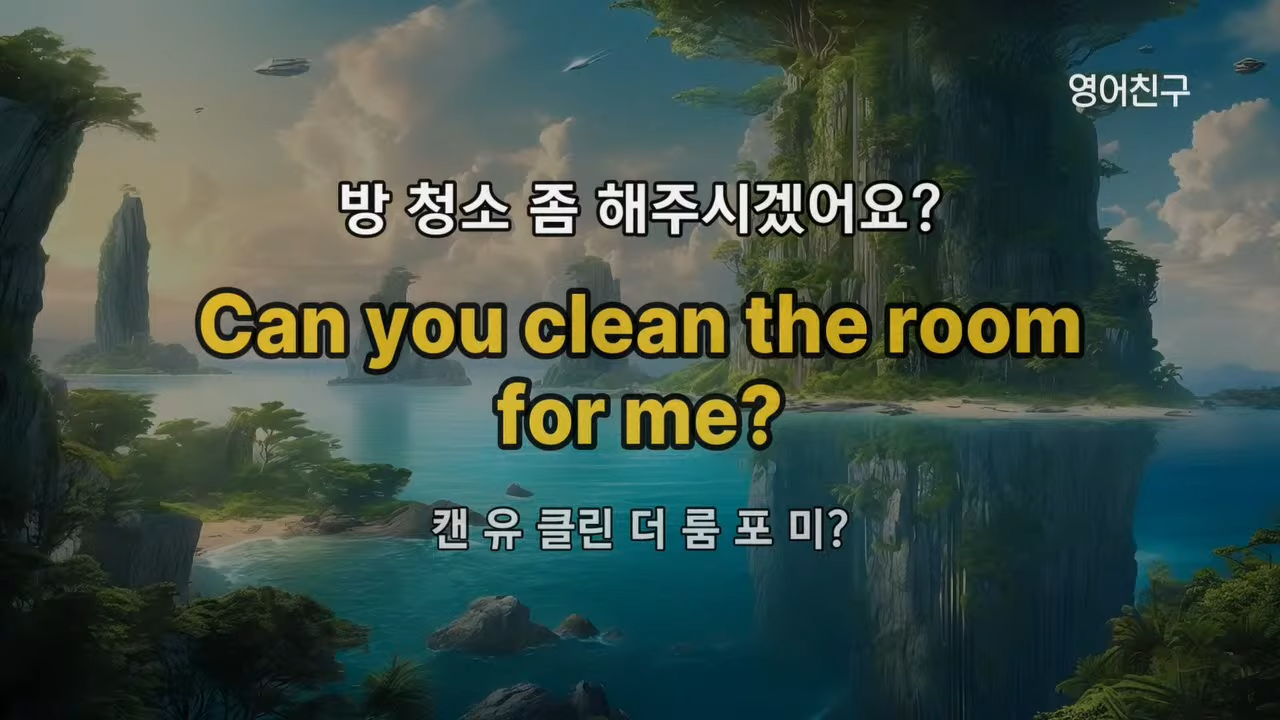 영어친구
방 청소 좀 해주시겠어요?
Can you clean the room
for me?
캔 유 클린 더 룸 포 미?